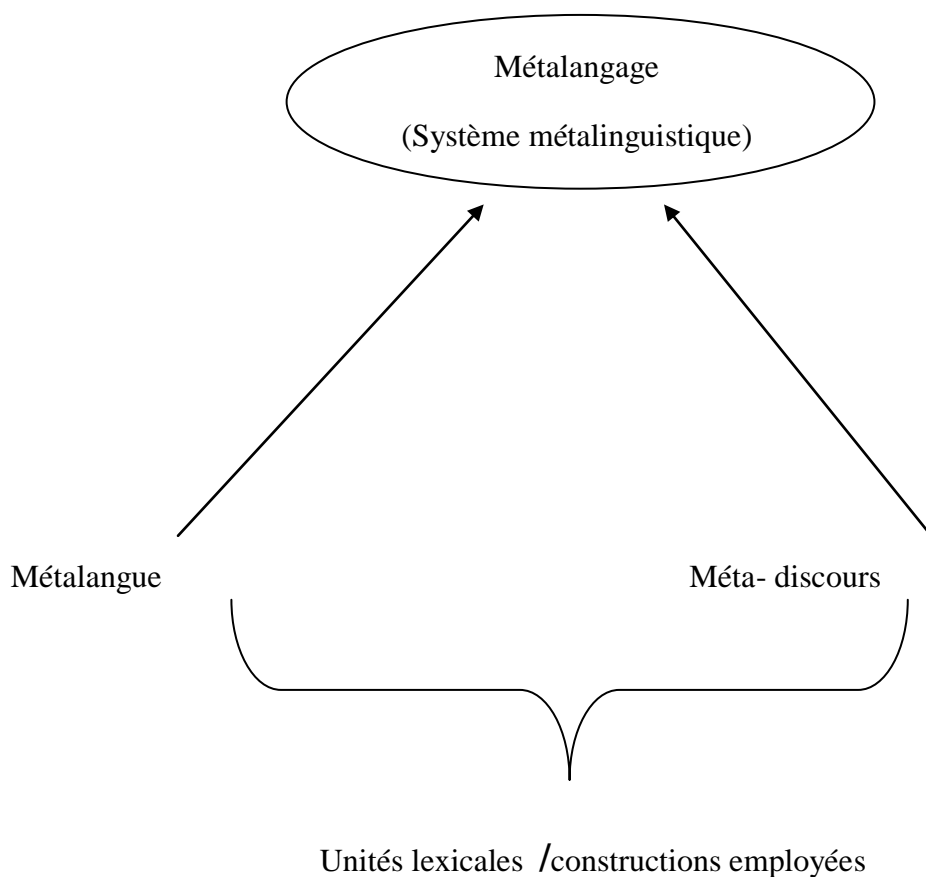 Métalangage
(Système métalinguistique)
Métalangue Méta- discours
Unités lexicales /constructions employées